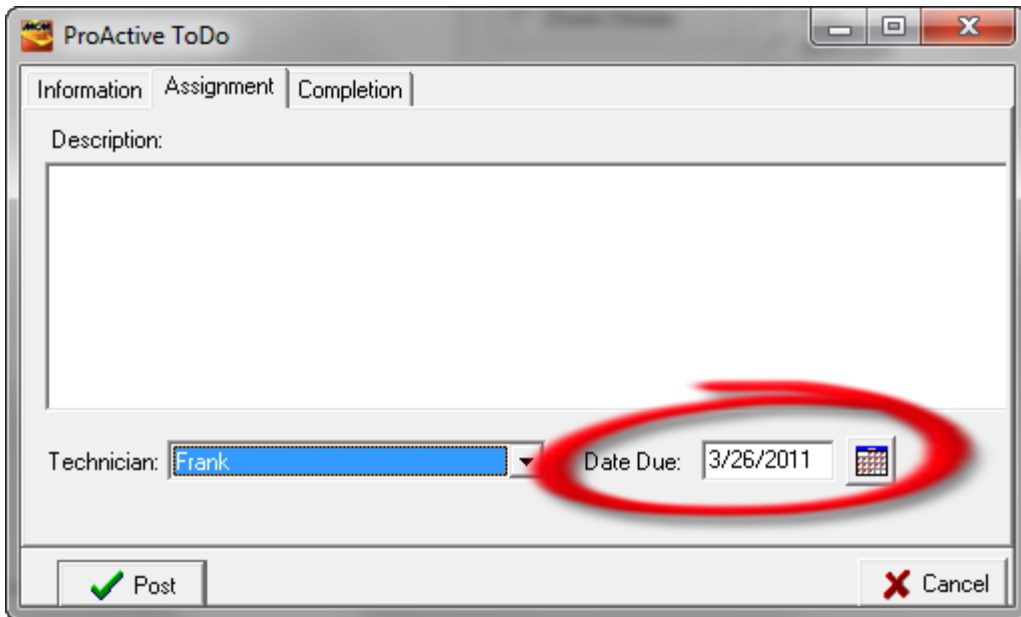 ProActive ToDo
Information Assignment Completion
Description:
Technician: Frank Date Due: 3/26/2011
Post Cancel